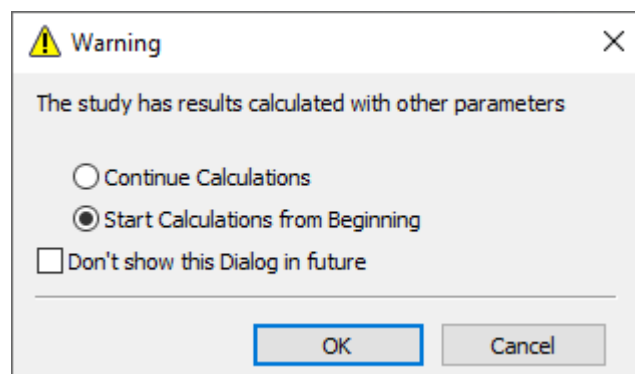 Warning
The study has results calculated with other parameters
Continue Calculations
Start Calculations from Beginning
Don't show this Dialog in future
OK Cancel